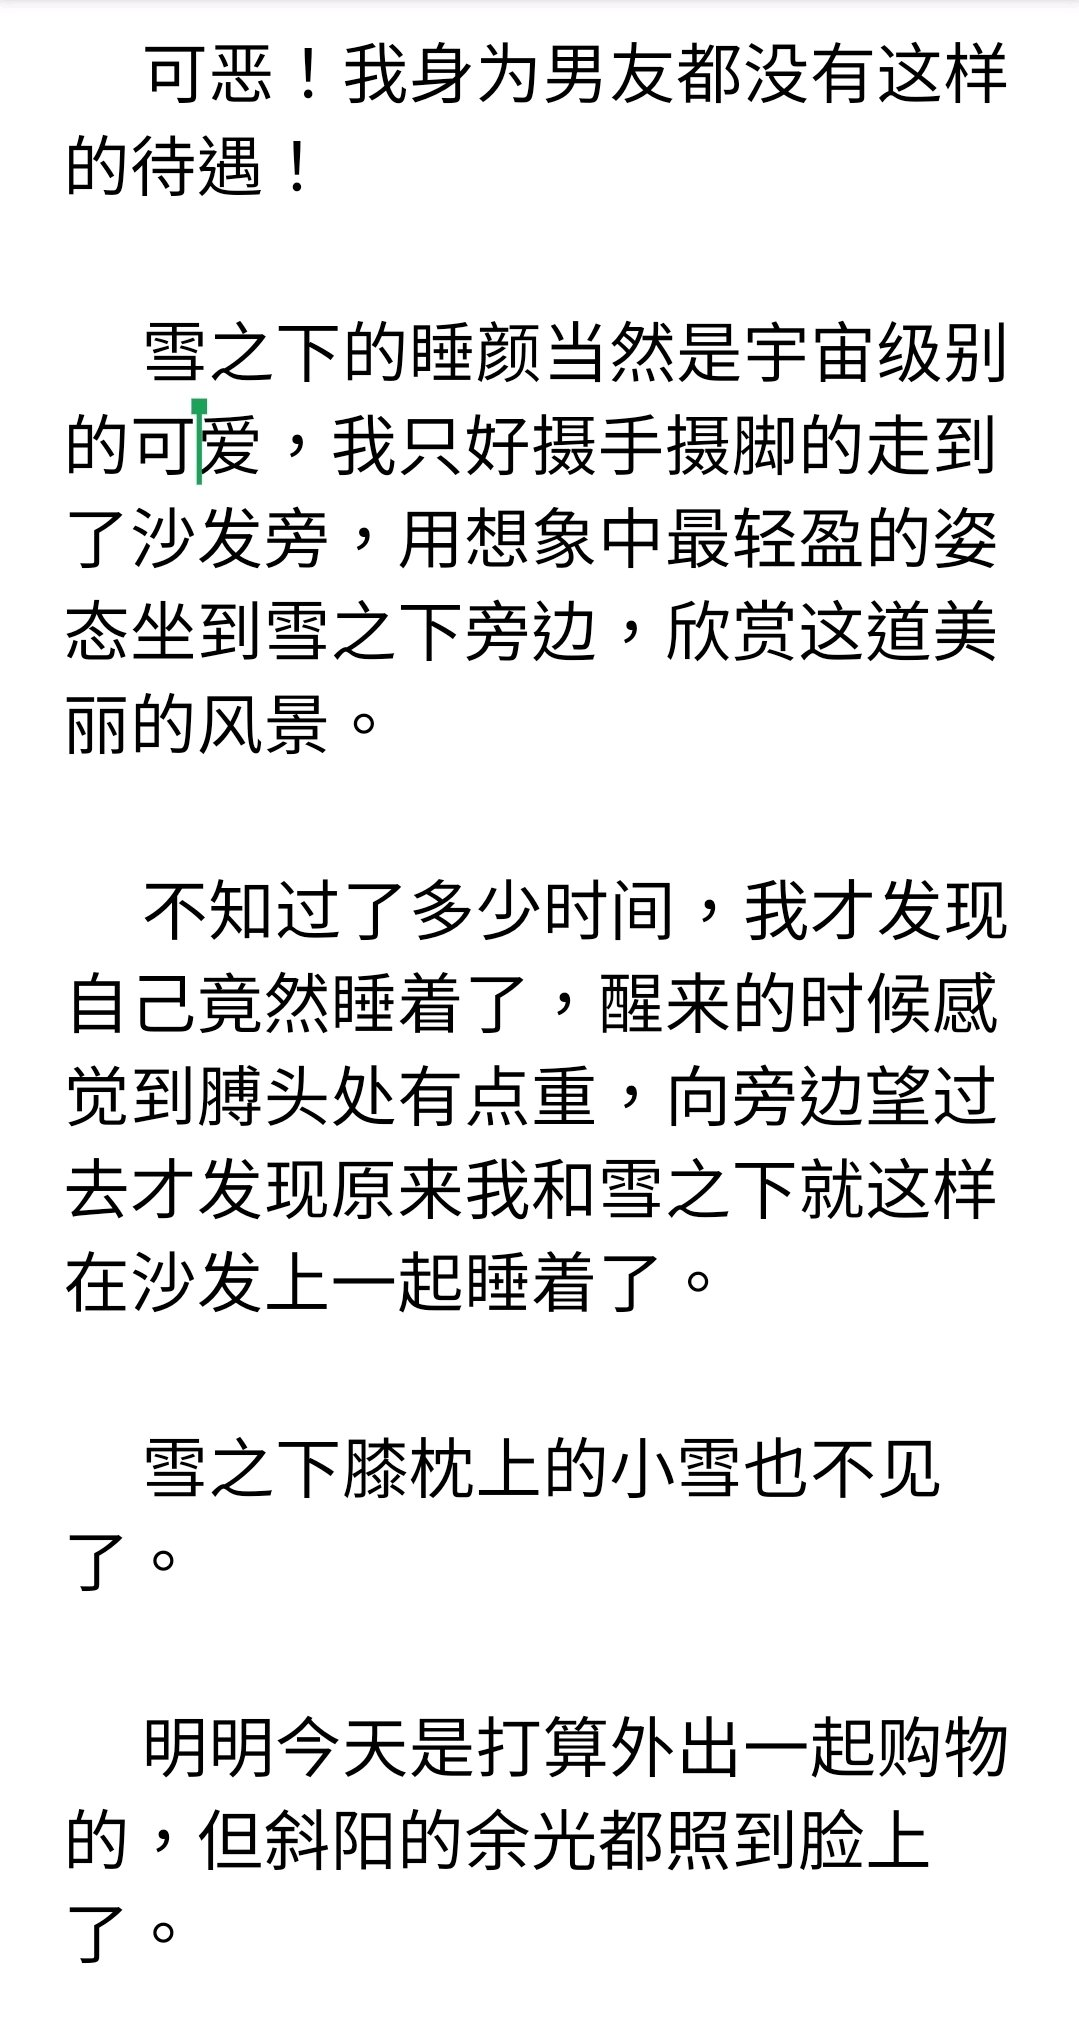 可恶！我身为男友都没有这样
的待遇！
雪之下的睡颜当然是宇宙级别
的可爱，我只好摄手摄脚的走到
了沙发旁，用想象中最轻盈的姿
态坐到雪之下旁边，欣赏这道美
丽的风景。
不知过了多少时间，我才发现
自己竟然睡着了，醒来的时候感
觉到膊头处有点重，向旁边望过
去才发现原来我和雪之下就这样
在沙发上一起睡着了。
雪之下膝枕上的小雪也不见
了。
明明今天是打算外出一起购物
的，但斜阳的余光都照到脸上
了。